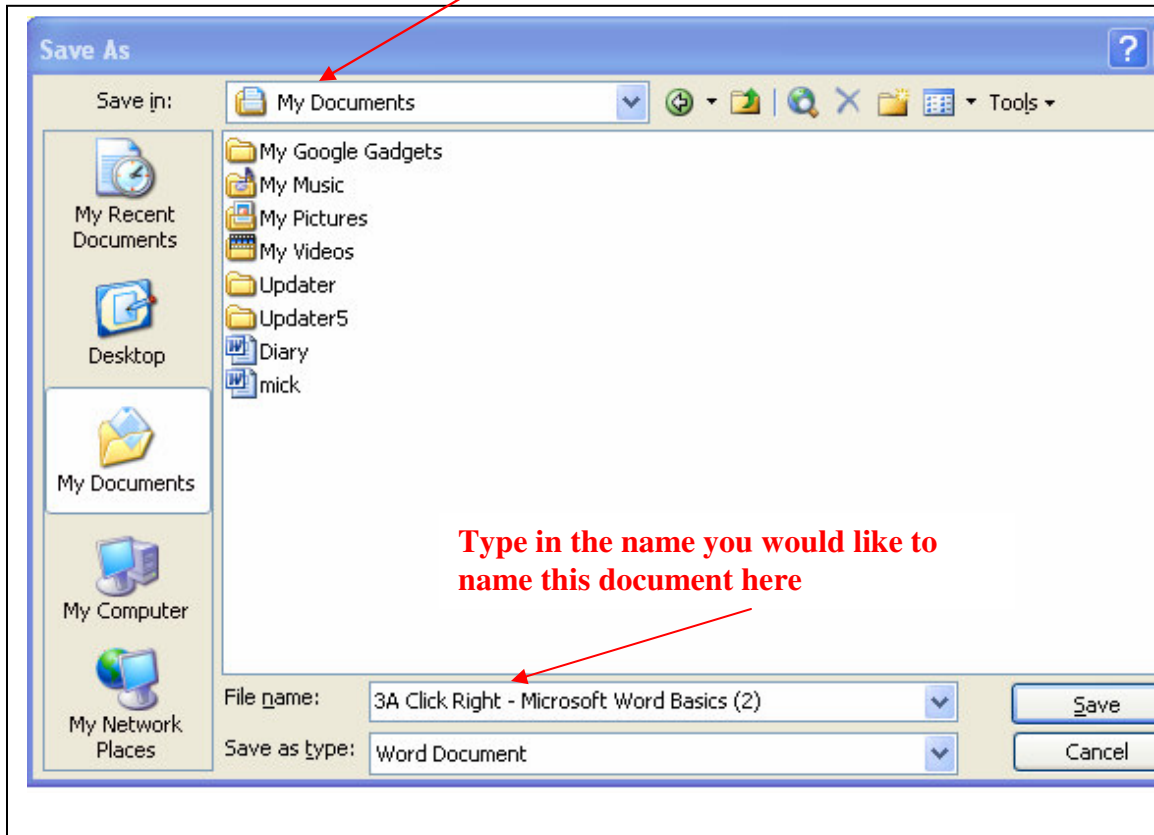 Save As
Save in:
My Documents
Tools
My Recent
Documents
Desktop
My Documents
My Computer
My Network
Places
My Google Gadgets
My Music
My Pictures
My Videos
Updater
Updater5
Diary
mick
Type in the name you would like to
name this document here
File name:
3A Click Right - Microsoft Word Basics (2)
Save
Save as type:
Word Document
Cancel